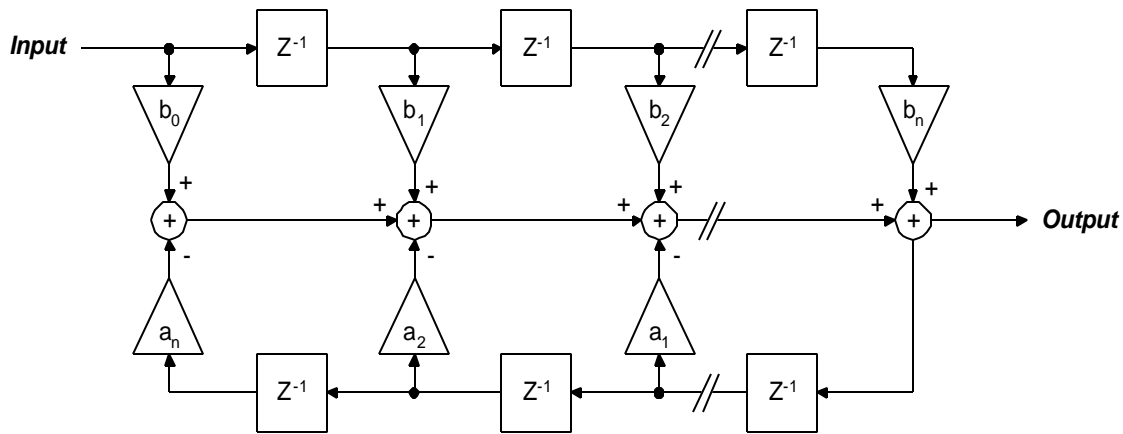 Input Z⁻¹ Z⁻¹ Z⁻¹
b₀ b₁ b₂ bₙ
+ + + +
+ + +
+ + + + Output
- - -
aₙ a₂ a₁
Z⁻¹ Z⁻¹ Z⁻¹